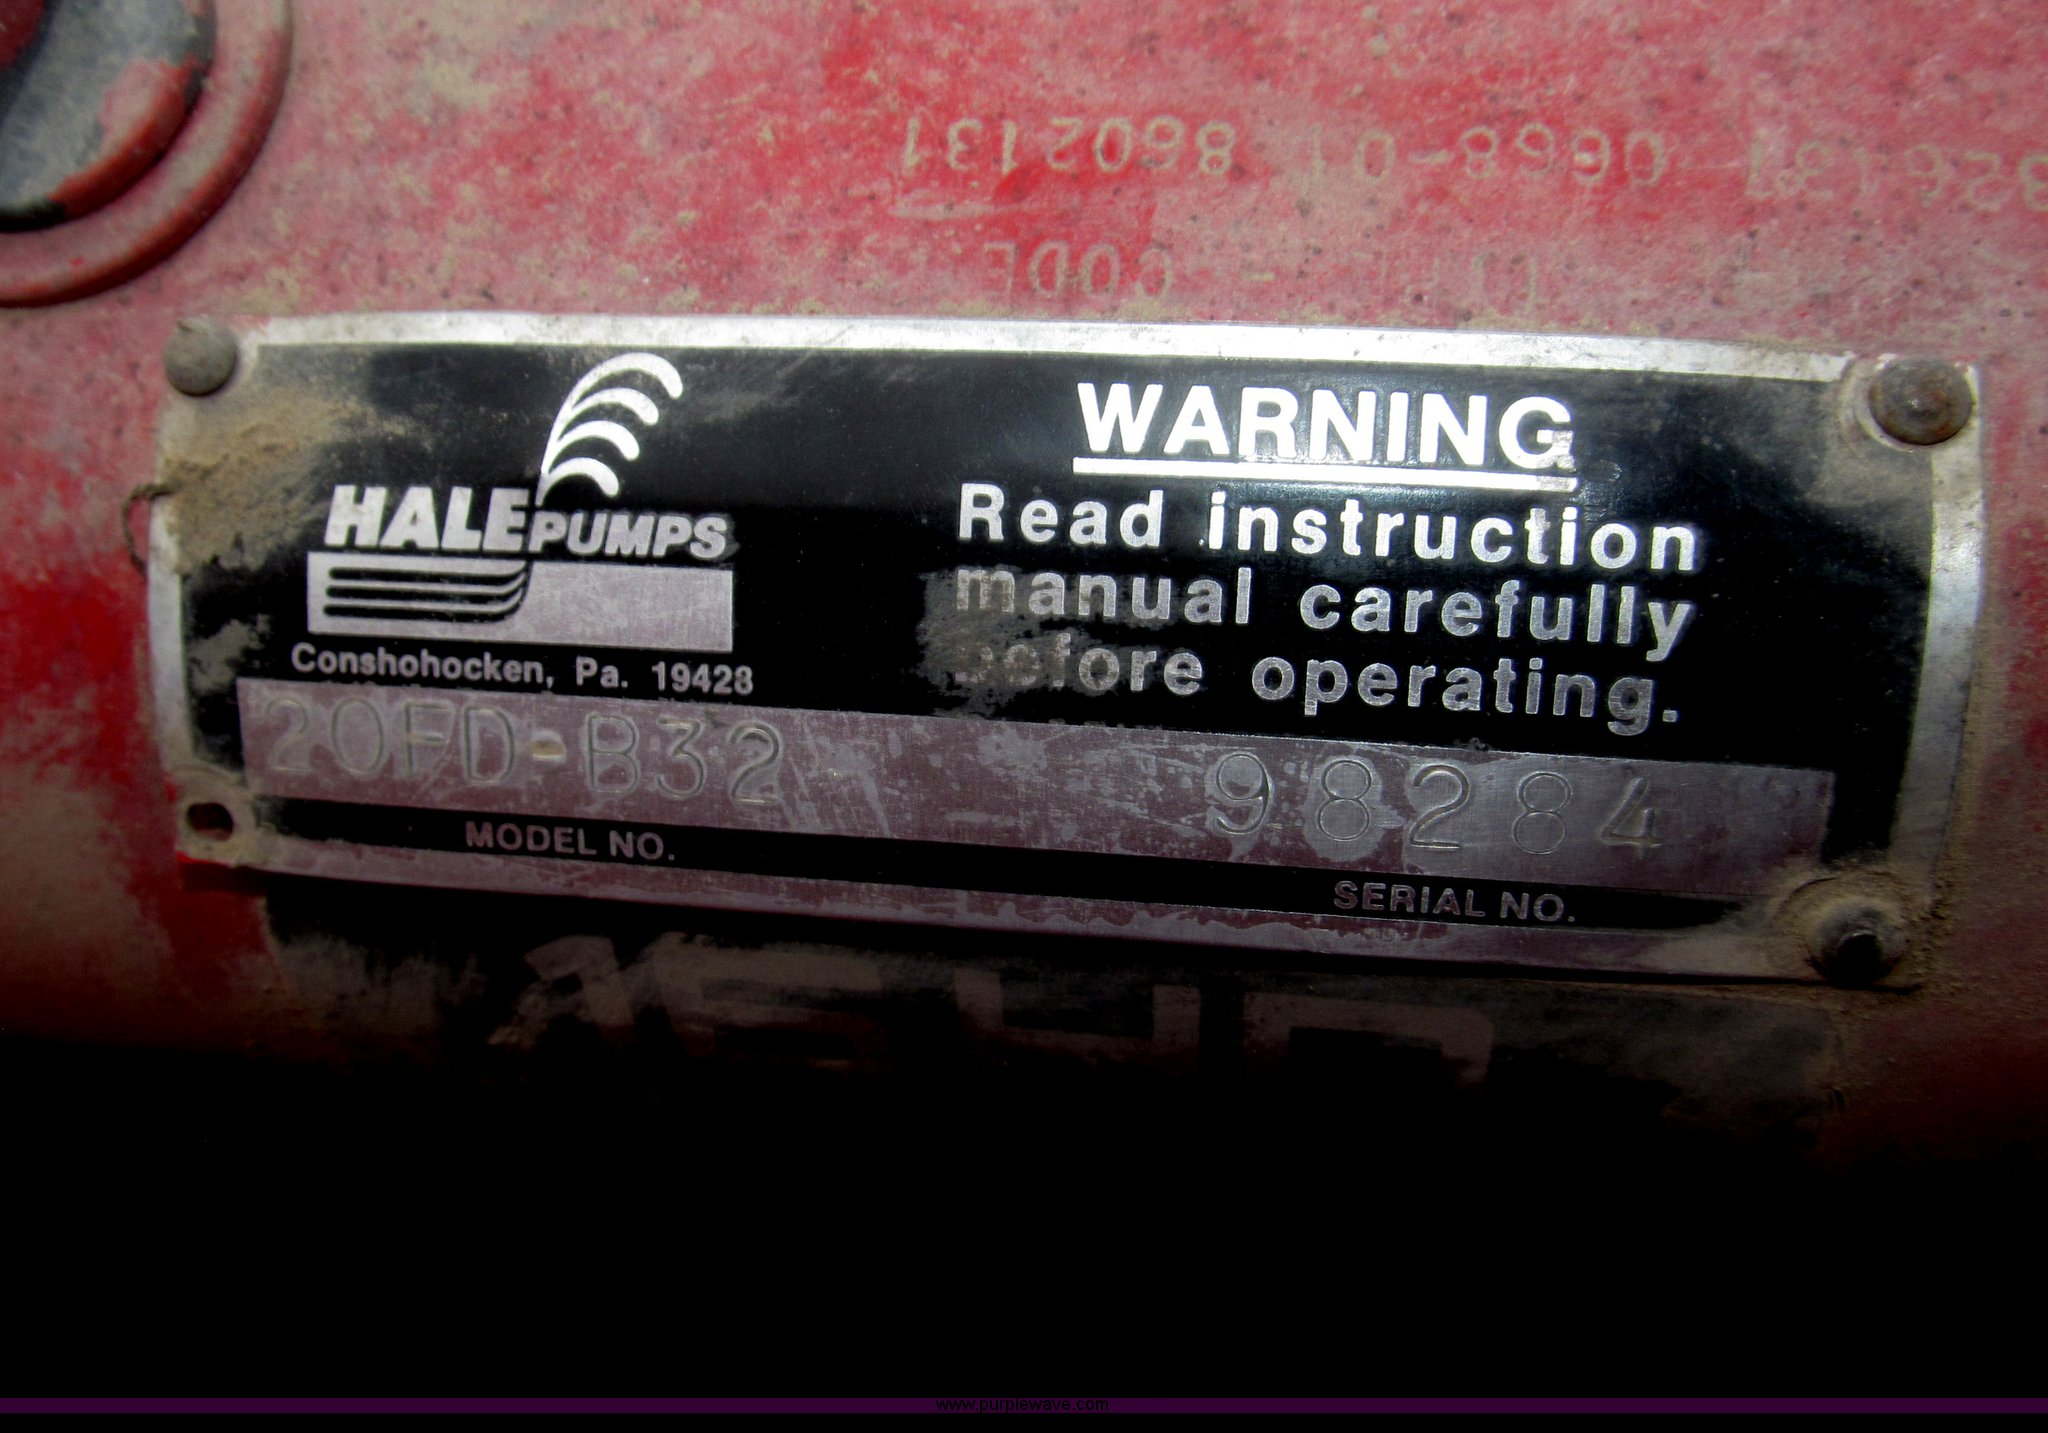 0668-01 8602131
CODE
HALE PUMPS
Conshohocken, Pa. 19428
WARNING
Read instruction
manual carefully
before operating.
20FD-B32
98284
MODEL NO.
SERIAL NO.
www.purplewave.com